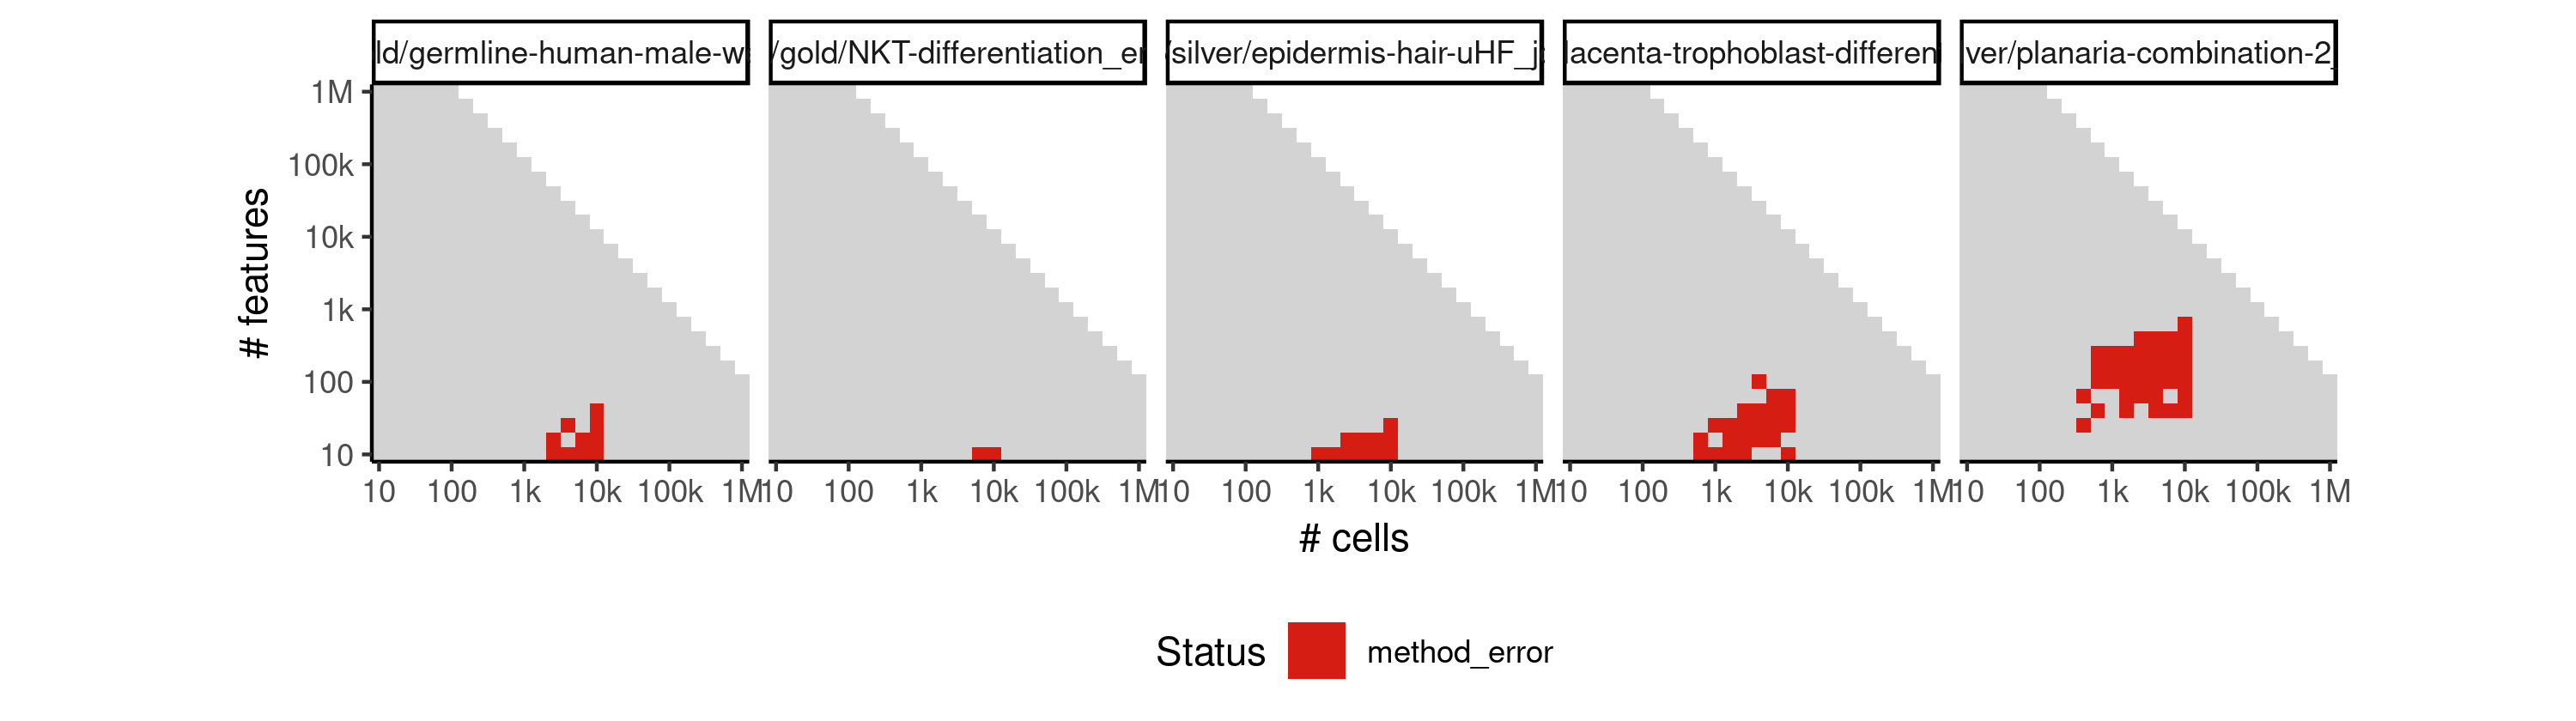 ld/germline-human-male-w
/gold/NKT-differentiation_e
/silver/epidermis-hair-uHF_j
lacenta-trophoblast-differen
ver/planaria-combination-2
# features
1M
100k
10k
1k
100
10
10 100 1k 10k 100k 1M
10 100 1k 10k 100k 1M
10 100 1k 10k 100k 1M
10 100 1k 10k 100k 1M
10 100 1k 10k 100k 1M
# cells
Status method_error